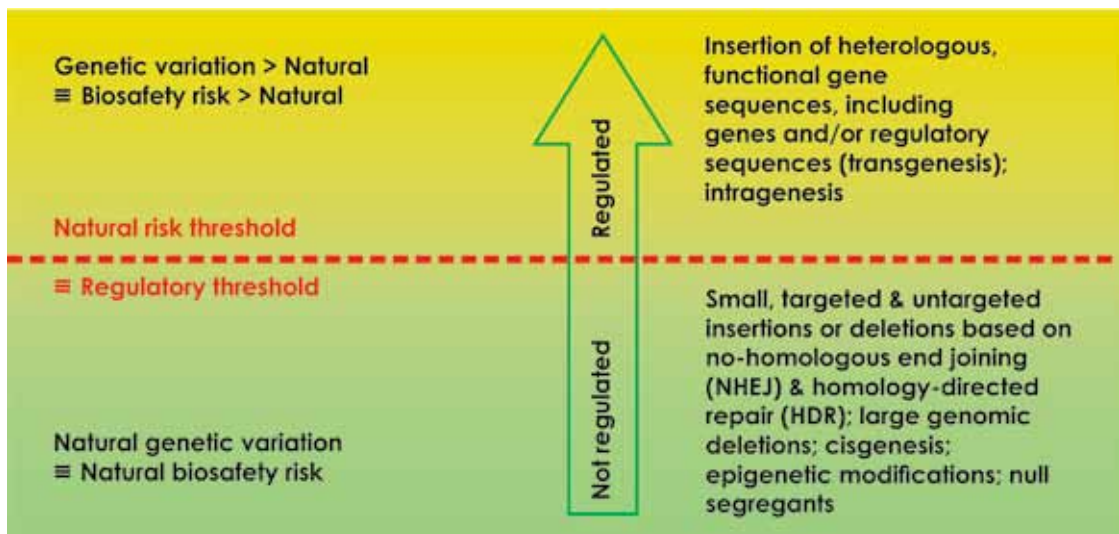 Genetic variation > Natural
≡ Biosafety risk > Natural
Natural risk threshold
≡ Regulatory threshold
Natural genetic variation
≡ Natural biosafety risk
Regulated
Not regulated
Insertion of heterologous,
functional gene
sequences, including
genes and/or regulatory
sequences (transgenesis);
intragenesis
Small, targeted & untargeted
insertions or deletions based on
no-homologous end joining
(NHEJ) & homology-directed
repair (HDR); large genomic
deletions; cisgenesis;
epigenetic modifications; null
segregants